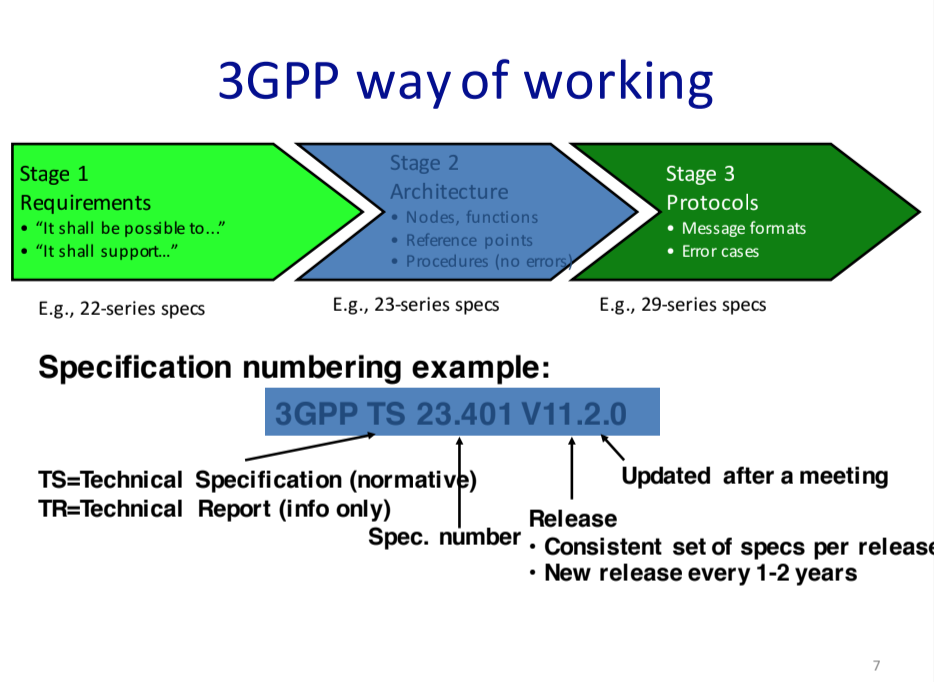 3GPP way of working
Stage 1
Requirements
• “It shall be possible to...”
• “It shall support...”
Stage 2
Architecture
• Nodes, functions
• Reference points
• Procedures (no errors)
Stage 3
Protocols
• Message formats
• Error cases
E.g., 22-series specs
E.g., 23-series specs
E.g., 29-series specs
Specification numbering example:
3GPP TS 23.401 V11.2.0
TS=Technical Specification (normative)
TR=Technical Report (info only)
Spec. number
Updated after a meeting
Release
• Consistent set of specs per release
• New release every 1-2 years
7